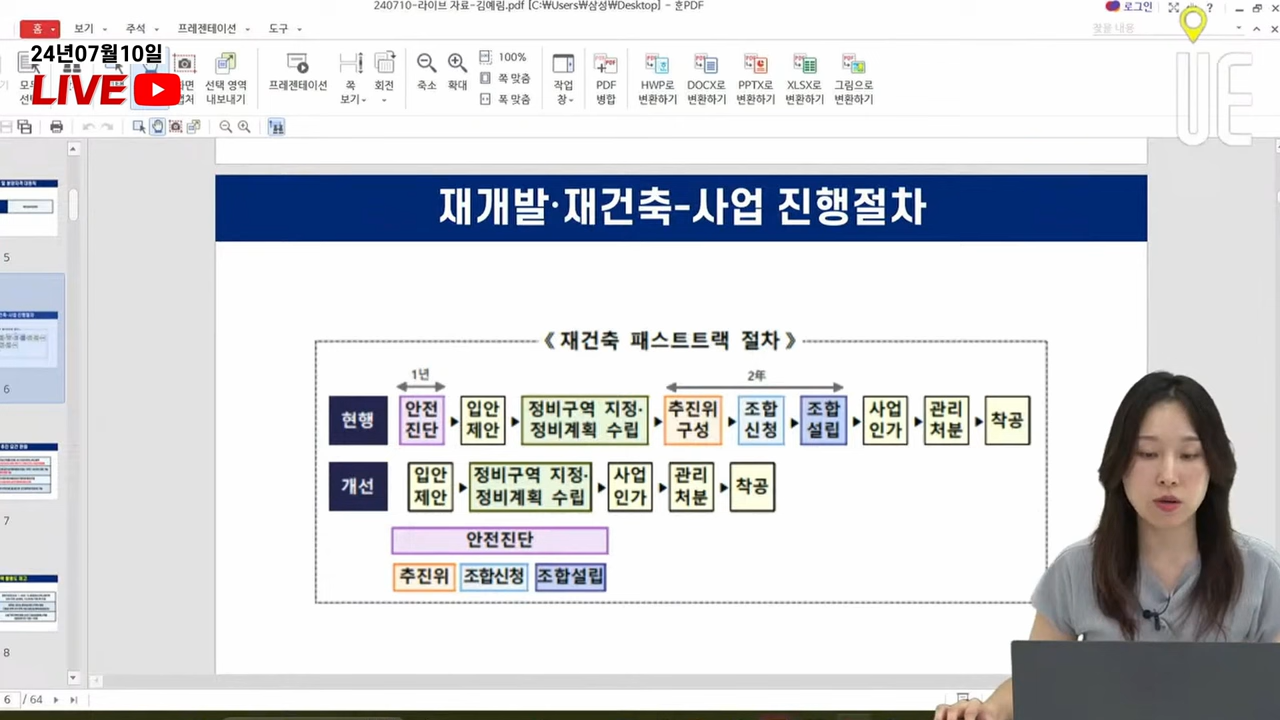 240710-라이브 자료-김예림.pdf [C:₩Users₩삼성₩Desktop] - 훈PDF
로그인
홈 보기 주석 프레젠테이션 도구
찾을 내용
24년07월10일
LIVE
선택 영역
내보내기
프레젠테이션
쪽
보기
회전
축소
확대
100%
폭 맞춤
쪽 맞춤
작업
창
PDF
병합
HWP로
변환하기
DOCX로
변환하기
PPTX로
변환하기
XLSX로
변환하기
그림으로
변환하기
UE
재개발·재건축-사업 진행절차
《 재건축 패스트트랙 절차 》
1년
2年
현행
안전
진단
입안
제안
정비구역 지정·
정비계획 수립
추진위
구성
조합
신청
조합
설립
사업
인가
관리
처분
착공
개선
입안
제안
정비구역 지정·
정비계획 수립
사업
인가
관리
처분
착공
안전진단
추진위
조합신청
조합설립
5
6
7
8
6 / 64